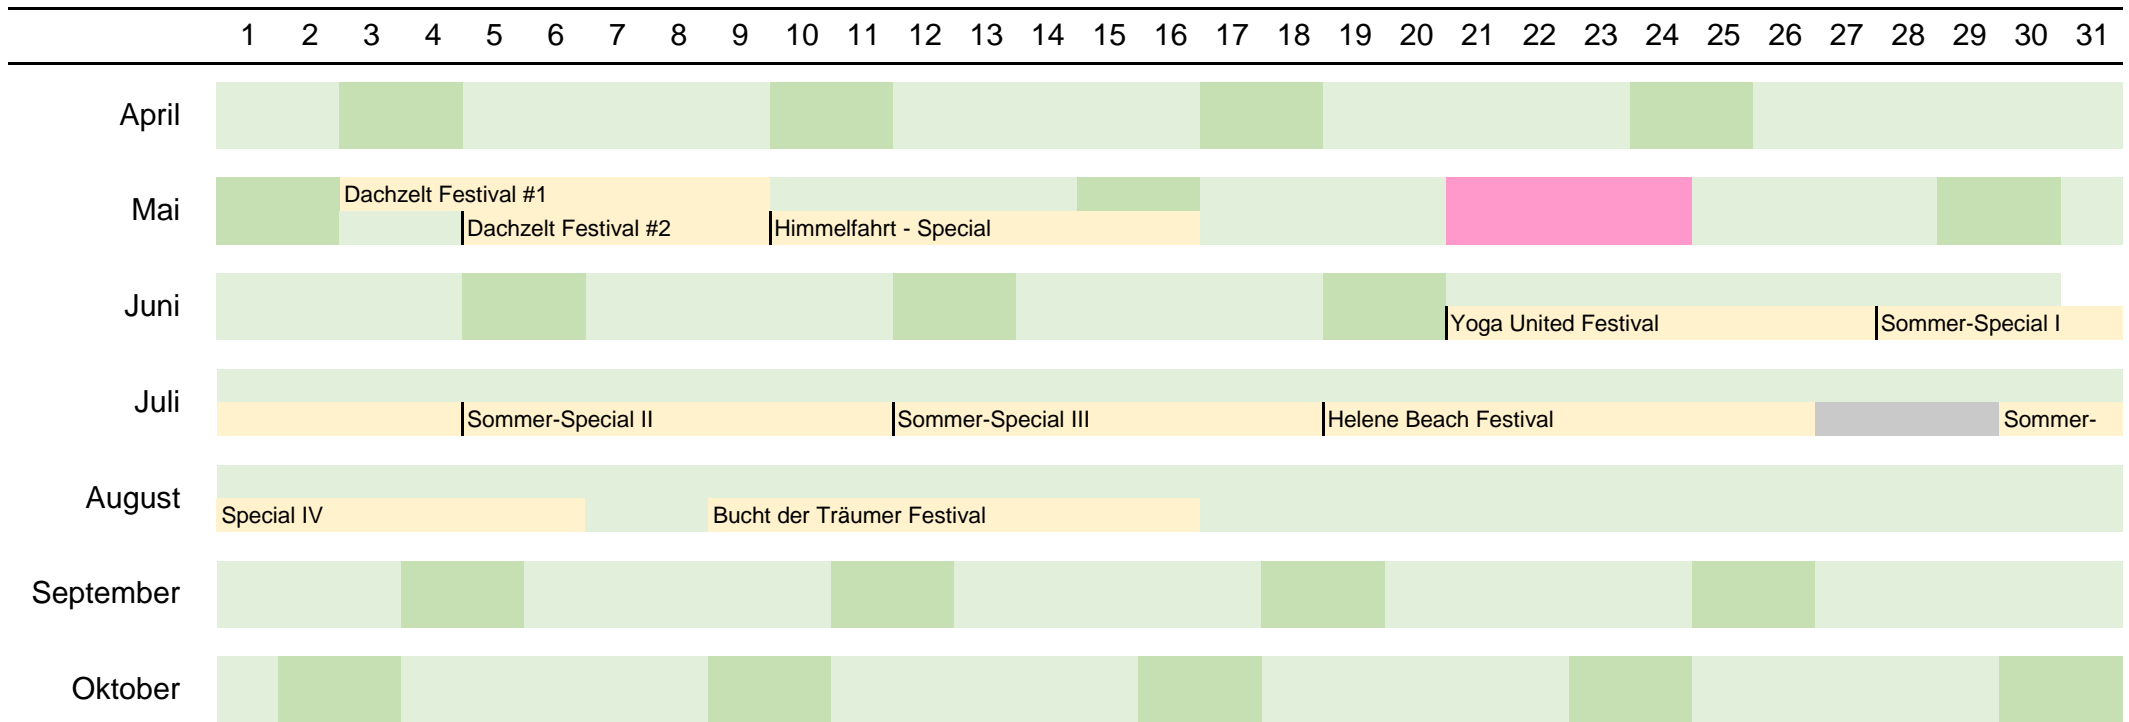 1 2 3 4 5 6 7 8 9 10 11 12 13 14 15 16 17 18 19 20 21 22 23 24 25 26 27 28 29 30 31
April
Mai
Dachzelt Festival #1
Dachzelt Festival #2 Himmelfahrt - Special
Juni
Yoga United Festival Sommer-Special I
Juli
Sommer-Special II Sommer-Special III Helene Beach Festival Sommer-
August
Special IV Bucht der Träumer Festival
September
Oktober